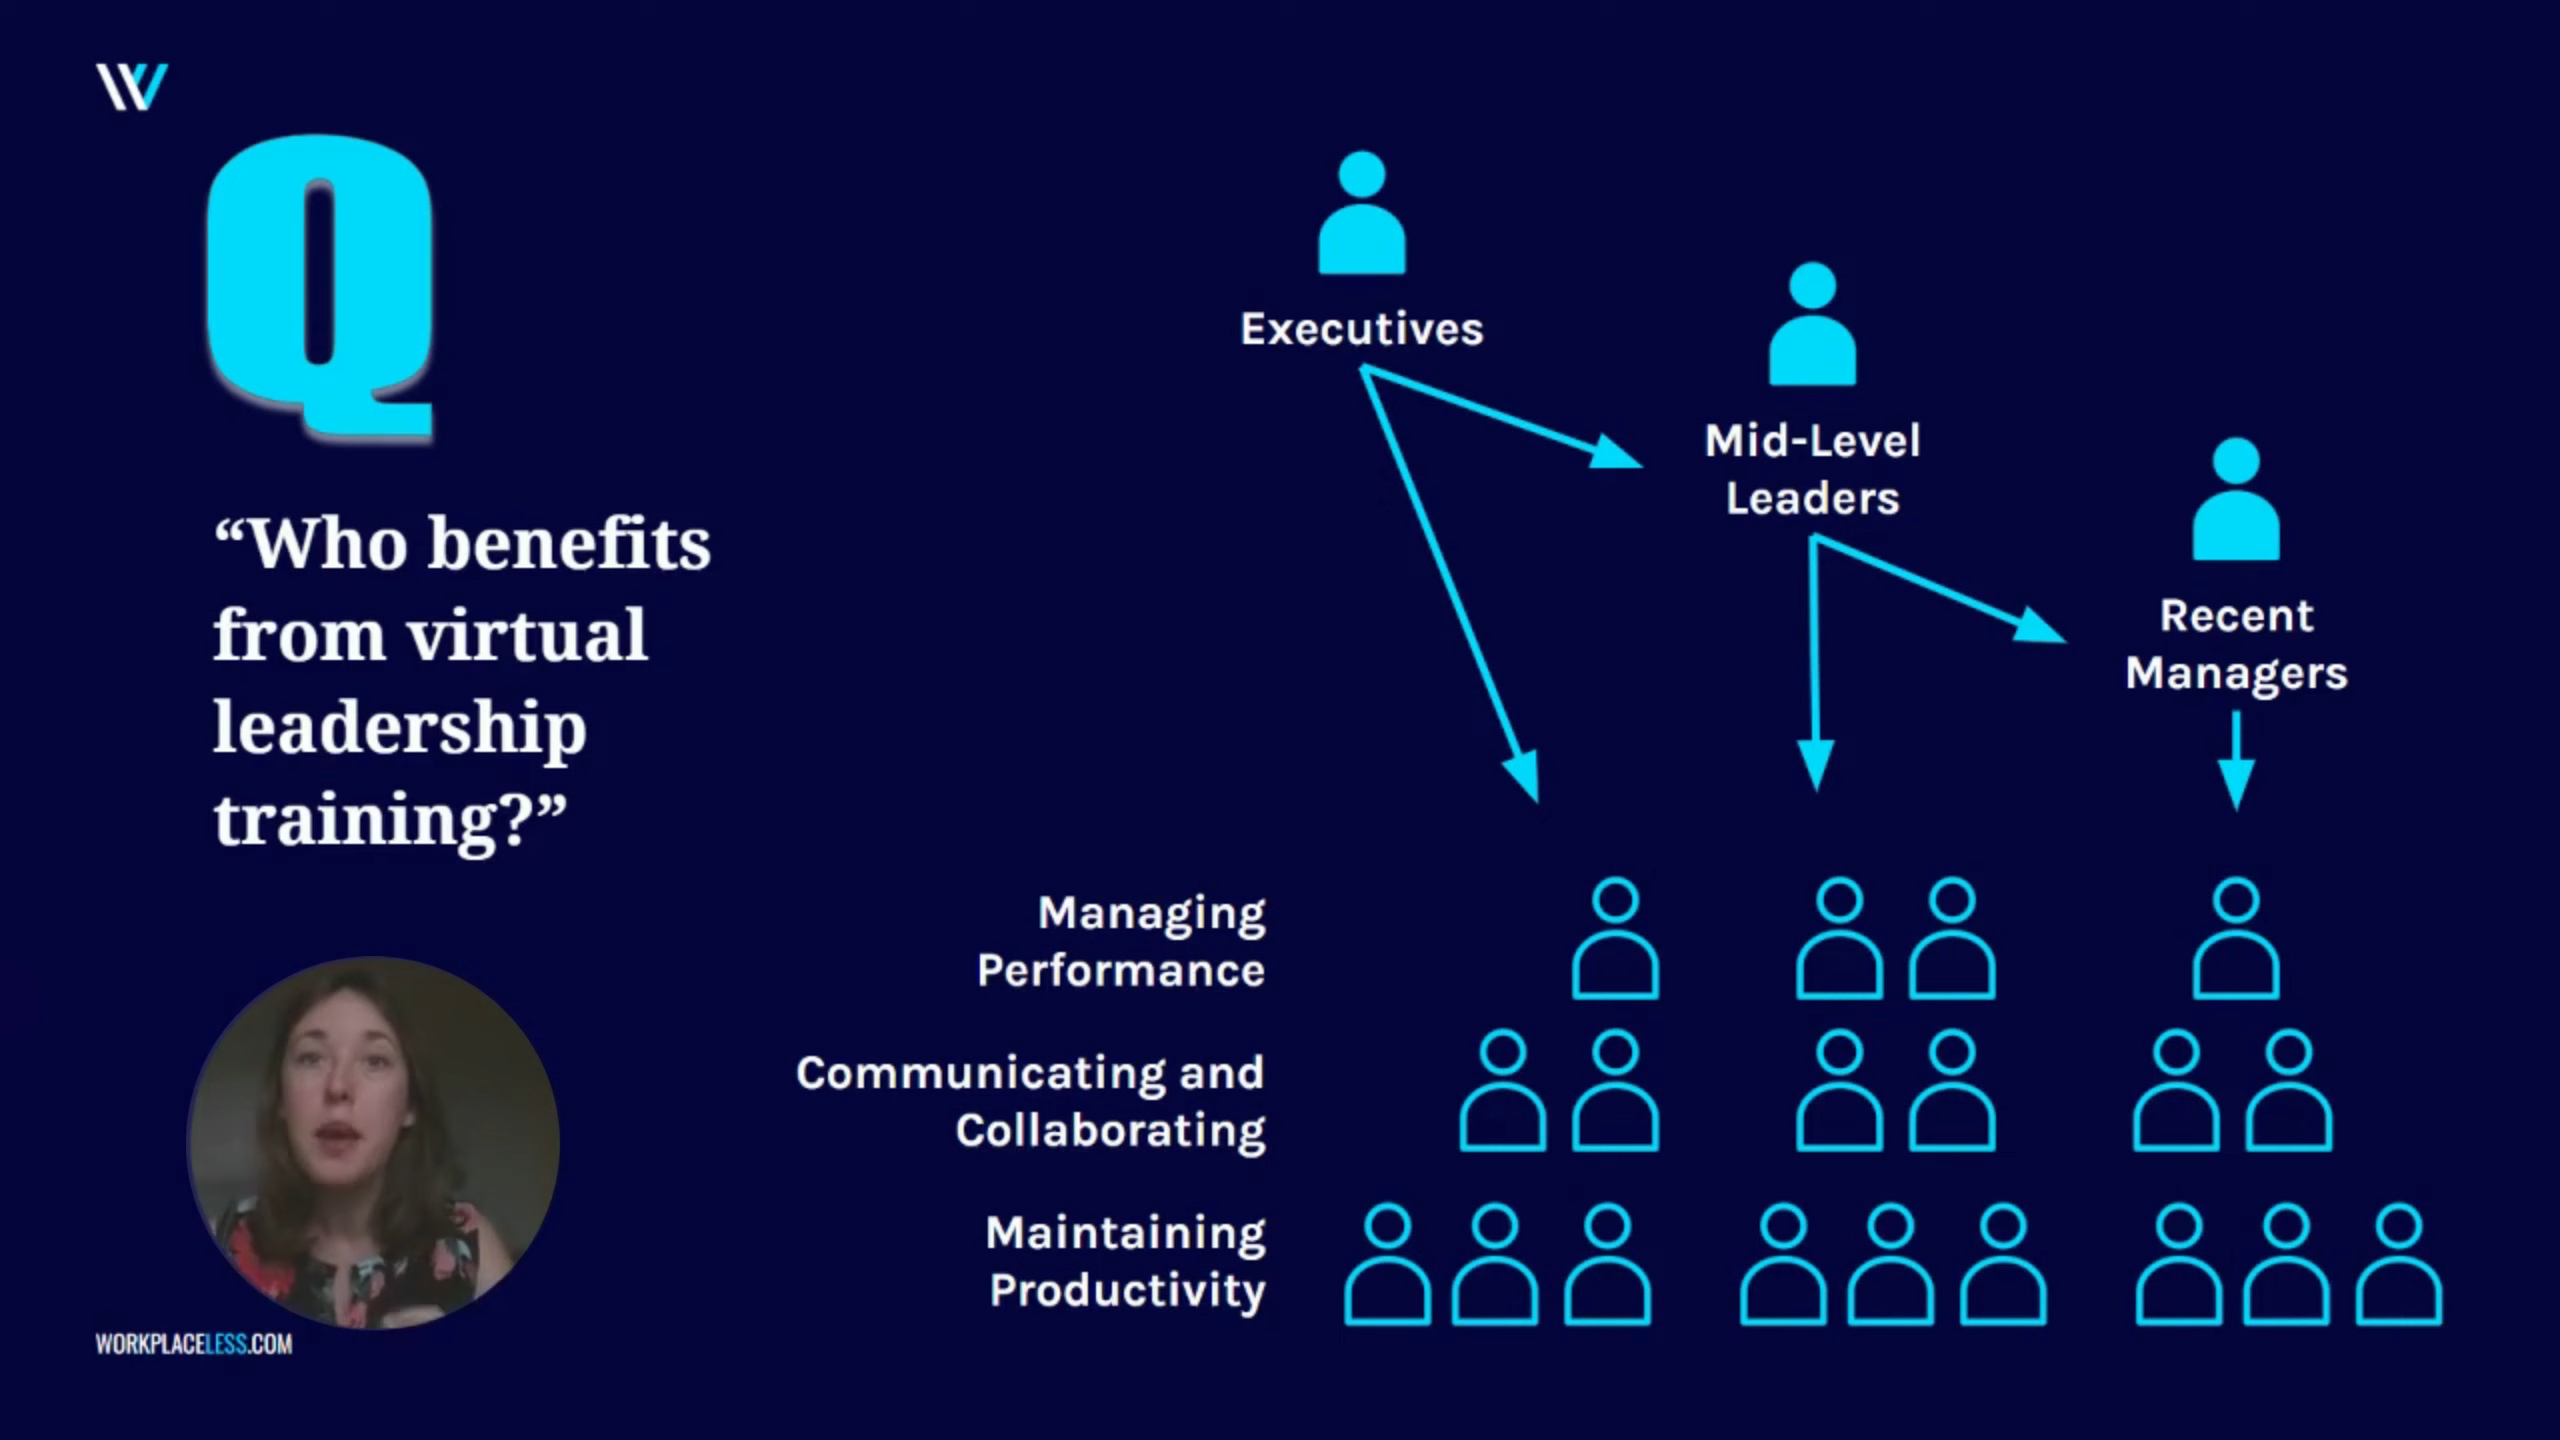 Q
“Who benefits
from virtual
leadership
training?”
Executives
Mid-Level
Leaders
Recent
Managers
Managing
Performance
Communicating and
Collaborating
Maintaining
Productivity
WORKPLACELESS.COM